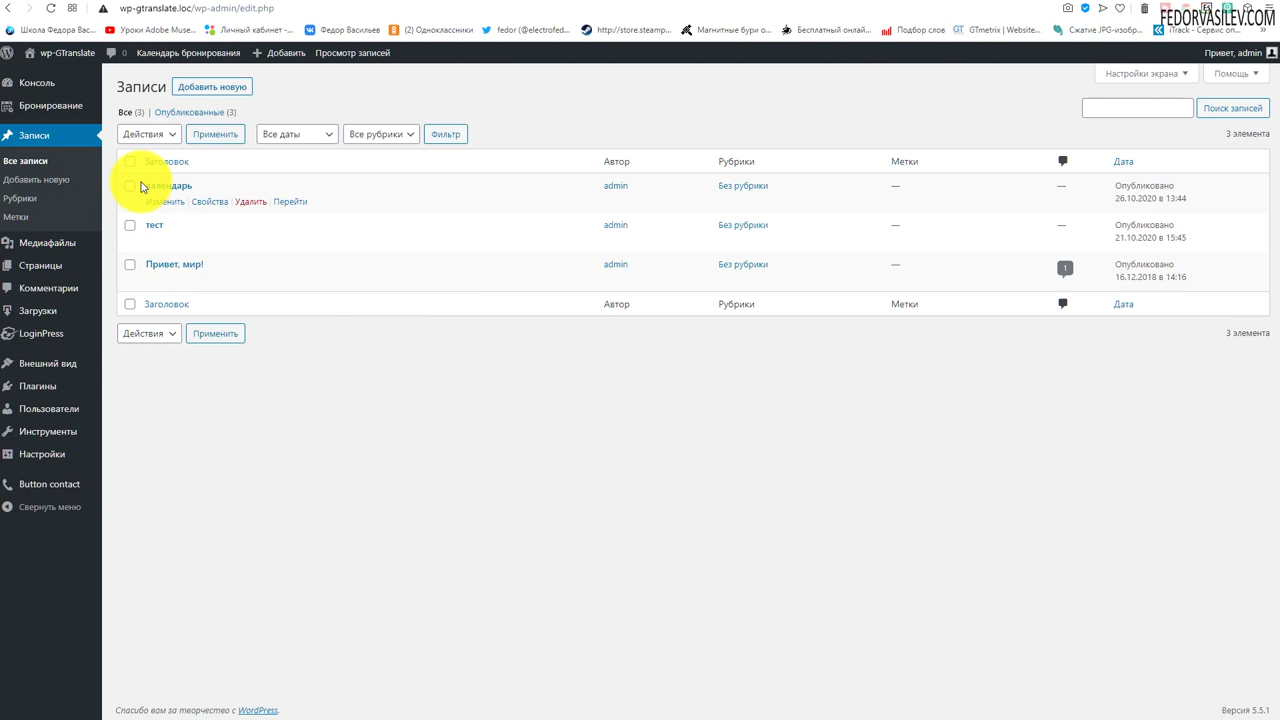 wp-gtranslate.loc/wp-admin/edit.php
FEDORVASILEV.COM
Школа Федора Васил...
Уроки Adobe Muse...
Личный кабинет -...
Федор Васильев
(2) Одноклассники
fedor (@electrofed...
http://store.steamp...
Магнитные бури о...
Бесплатный онлай...
Подбор слов
GTmetrix | Website...
Сжатие JPG-изобр...
iTrack - Сервис оп...
wp-GTranslate
0
Календарь бронирования
Добавить
Просмотр записей
Привет, admin
Консоль
Бронирование
Записи
Все записи
Добавить новую
Рубрики
Метки
Медиафайлы
Страницы
Комментарии
Загрузки
LoginPress
Внешний вид
Плагины
Пользователи
Инструменты
Настройки
Button contact
Свернуть меню
Настройки экрана
Помощь
Записи
Добавить новую
Все (3) | Опубликованные (3)
Поиск записей
Действия
Применить
Все даты
Все рубрики
Фильтр
3 элемента
Заголовок
Автор
Рубрики
Метки
Дата
календарь
admin
Без рубрики
—
—
Опубликовано
26.10.2020 в 13:44
Изменить | Свойства | Удалить | Перейти
тест
admin
Без рубрики
—
—
Опубликовано
21.10.2020 в 15:45
Привет, мир!
admin
Без рубрики
—
1
Опубликовано
16.12.2018 в 14:16
Заголовок
Автор
Рубрики
Метки
Дата
Действия
Применить
3 элемента
Спасибо вам за творчество с WordPress.
Версия 5.5.1